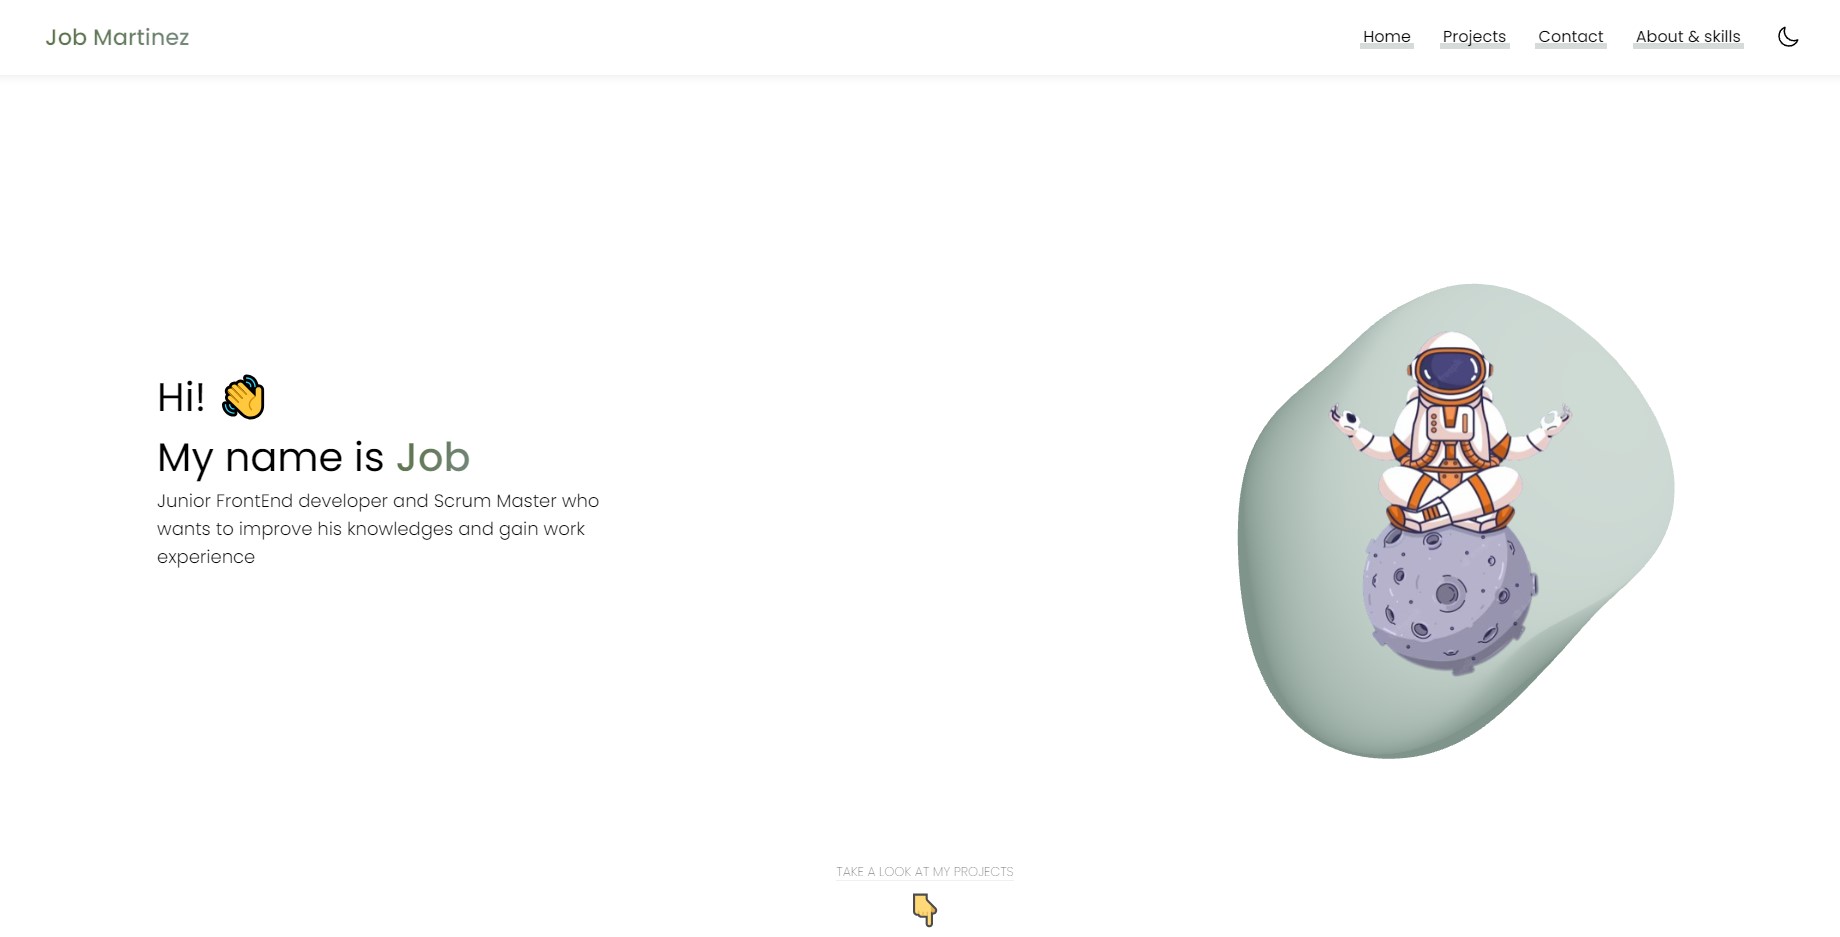 Job Martinez
Home Projects Contact About & skills
Hi!
My name is Job
Junior FrontEnd developer and Scrum Master who
wants to improve his knowledges and gain work
experience
TAKE A LOOK AT MY PROJECTS